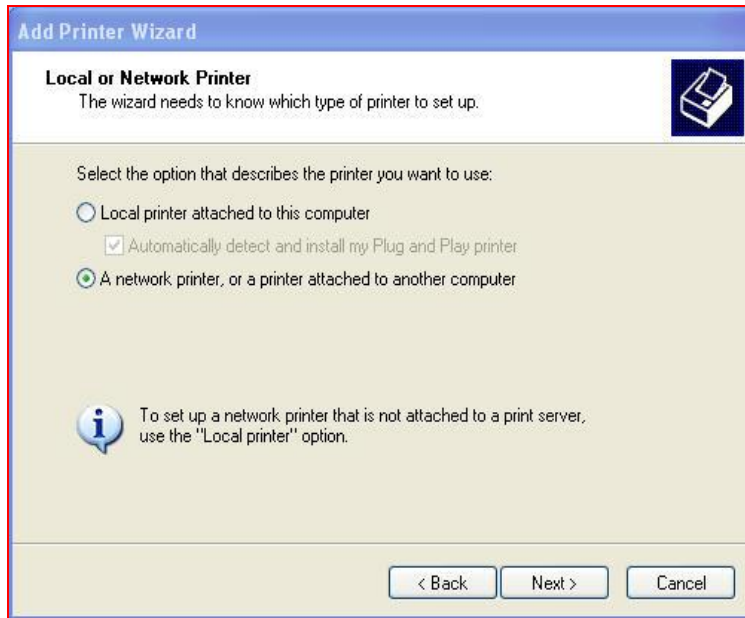 Add Printer Wizard
Local or Network Printer
The wizard needs to know which type of printer to set up.
Select the option that describes the printer you want to use:
Local printer attached to this computer
Automatically detect and install my Plug and Play printer
A network printer, or a printer attached to another computer
To set up a network printer that is not attached to a print server,
use the "Local printer" option.
< Back Next > Cancel